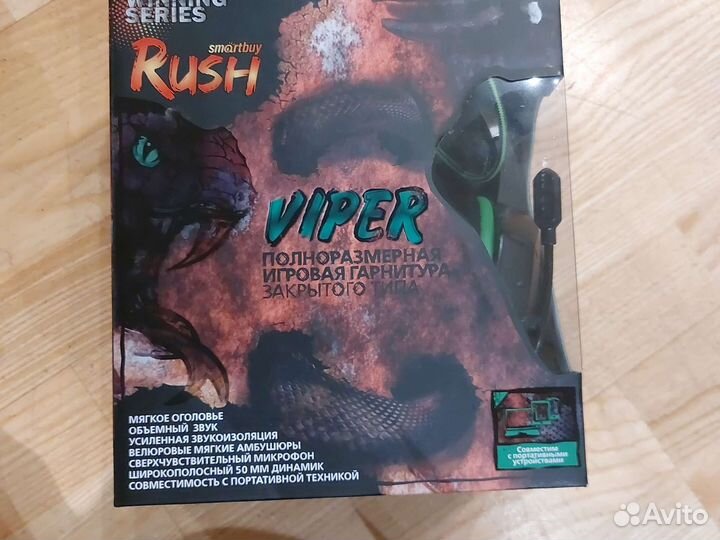 WINNING
SERIES
smartbuy
RUSH
VIPER
ПОЛНОРАЗМЕРНАЯ
ИГРОВАЯ ГАРНИТУРА
ЗАКРЫТОГО ТИПА
МЯГКОЕ ОГОЛОВЬЕ
ОБЪЕМНЫЙ ЗВУК
УСИЛЕННАЯ ЗВУКОИЗОЛЯЦИЯ
ВЕЛЮРОВЫЕ МЯГКИЕ АМБУШЮРЫ
СВЕРХЧУВСТВИТЕЛЬНЫЙ МИКРОФОН
ШИРОКОПОЛОСНЫЙ 50 ММ ДИНАМИК
СОВМЕСТИМОСТЬ С ПОРТАТИВНОЙ ТЕХНИКОЙ
Совместим
с портативными
устройствами
Avito